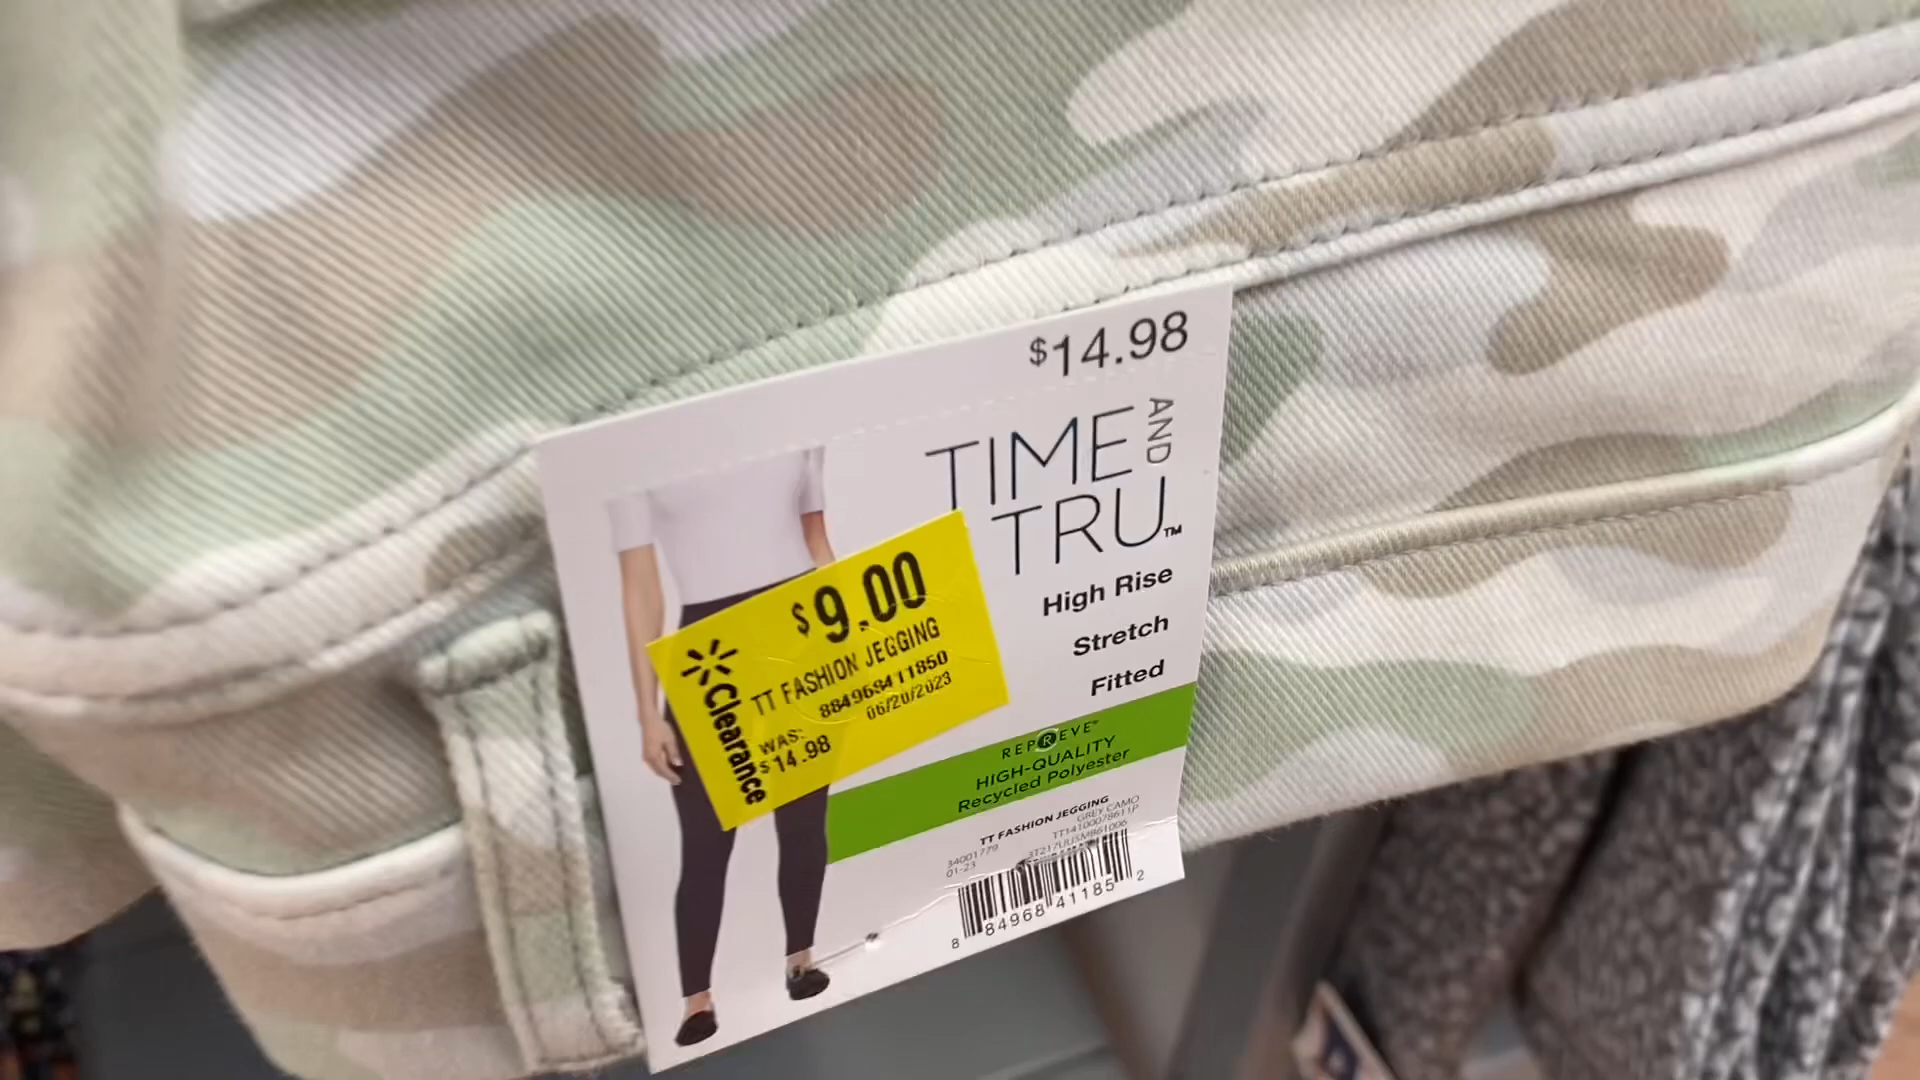 $14.98
TIME AND
TRU™
High Rise
Stretch
Fitted
$9.00
TT FASHION JEGGING
884968411850
06/20/2023
WAS:
$14.98
Clearance
REPREVE®
HIGH-QUALITY
Recycled Polyester
TT FASHION JEGGING
GREY CAMO
34001779
01-23
8 84968 41185 2